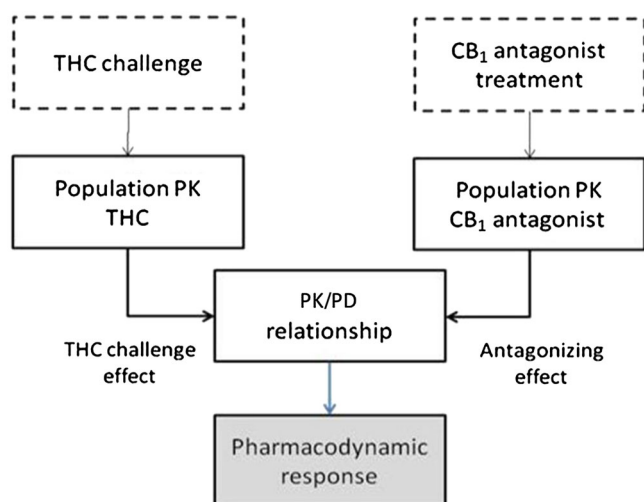 THC challenge
CB₁ antagonist
treatment
Population PK
THC
Population PK
CB₁ antagonist
PK/PD
relationship
THC challenge
effect
Antagonizing
effect
Pharmacodynamic
response